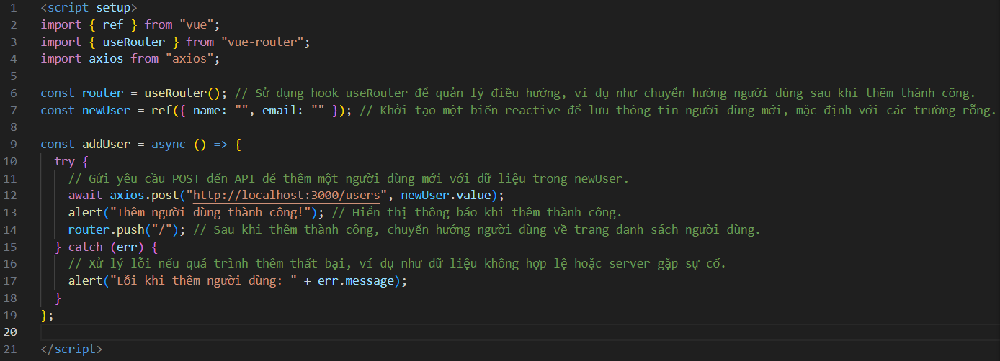 1 <script setup>
2 import { ref } from "vue";
3 import { useRouter } from "vue-router";
4 import axios from "axios";
5
6 const router = useRouter(); // Sử dụng hook useRouter để quản lý điều hướng, ví dụ như chuyển hướng người dùng sau khi thêm thành công.
7 const newUser = ref({ name: "", email: "" }); // Khởi tạo một biến reactive để lưu thông tin người dùng mới, mặc định với các trường rỗng.
8
9 const addUser = async () => {
10   try {
11     // Gửi yêu cầu POST đến API để thêm một người dùng mới với dữ liệu trong newUser.
12     await axios.post("http://localhost:3000/users", newUser.value);
13     alert("Thêm người dùng thành công!"); // Hiển thị thông báo khi thêm thành công.
14     router.push("/"); // Sau khi thêm thành công, chuyển hướng người dùng về trang danh sách người dùng.
15   } catch (err) {
16     // Xử lý lỗi nếu quá trình thêm thất bại, ví dụ như dữ liệu không hợp lệ hoặc server gặp sự cố.
17     alert("Lỗi khi thêm người dùng: " + err.message);
18   }
19 };
20
21 </script>